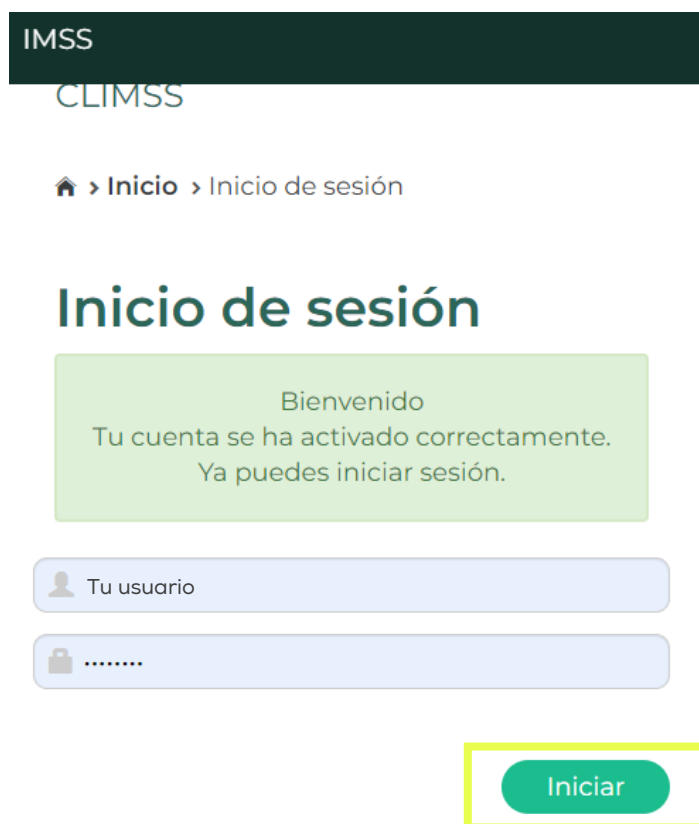 IMSS
CLIMSS
Inicio Inicio de sesión
Inicio de sesión
Bienvenido
Tu cuenta se ha activado correctamente.
Ya puedes iniciar sesión.
Tu usuario
········
Iniciar